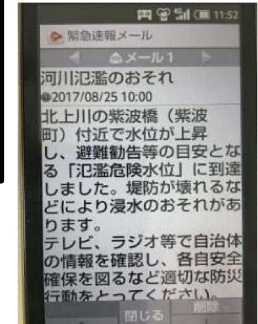 11:52
緊急速報メール
メール1
河川氾濫のおそれ
2017/08/25 10:00
北上川の紫波橋（紫波
町）付近で水位が上昇
し、避難勧告等の目安とな
る「氾濫危険水位」に到達
しました。堤防が壊れるな
どにより浸水のおそれがあ
ります。
テレビ、ラジオ等で自治体
の情報を確認し、各自安全
確保を図るなど適切な防災
行動をとってください。
閉じる
削除